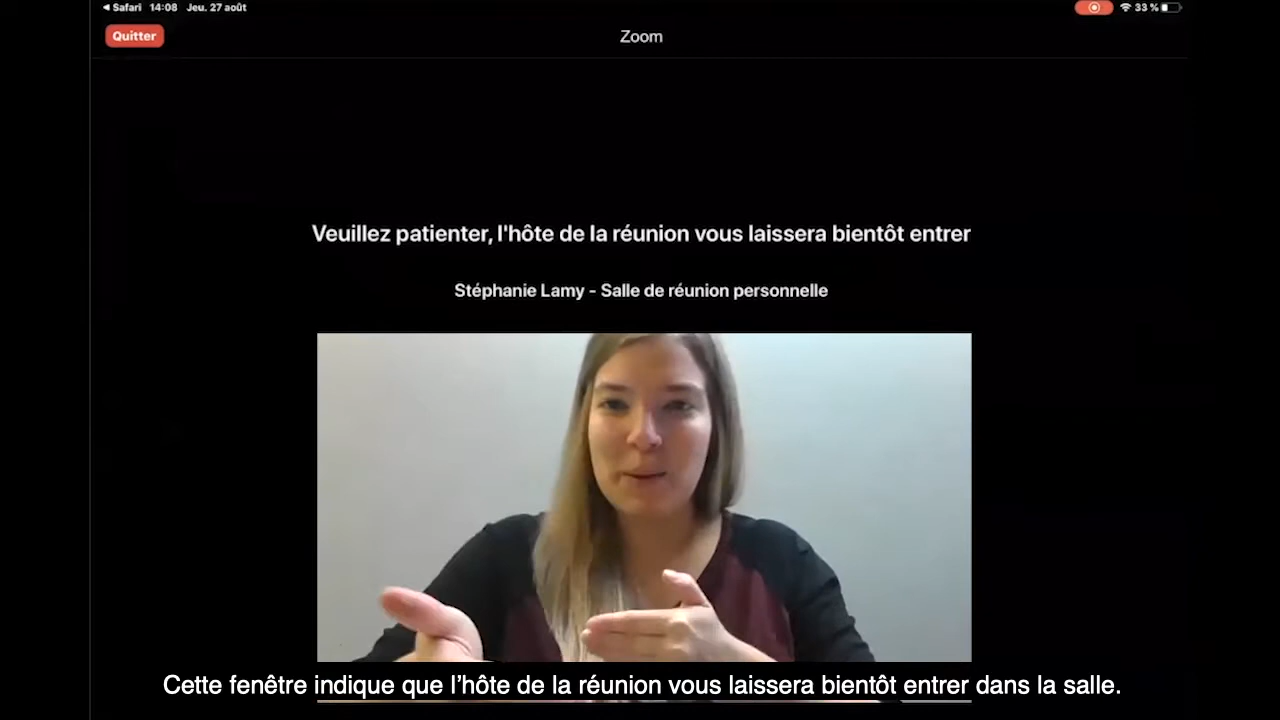 ◀ Safari 14:08 Jeu. 27 août 33 %
Quitter
Zoom
Veuillez patienter, l'hôte de la réunion vous laissera bientôt entrer
Stéphanie Lamy - Salle de réunion personnelle
Cette fenêtre indique que l’hôte de la réunion vous laissera bientôt entrer dans la salle.